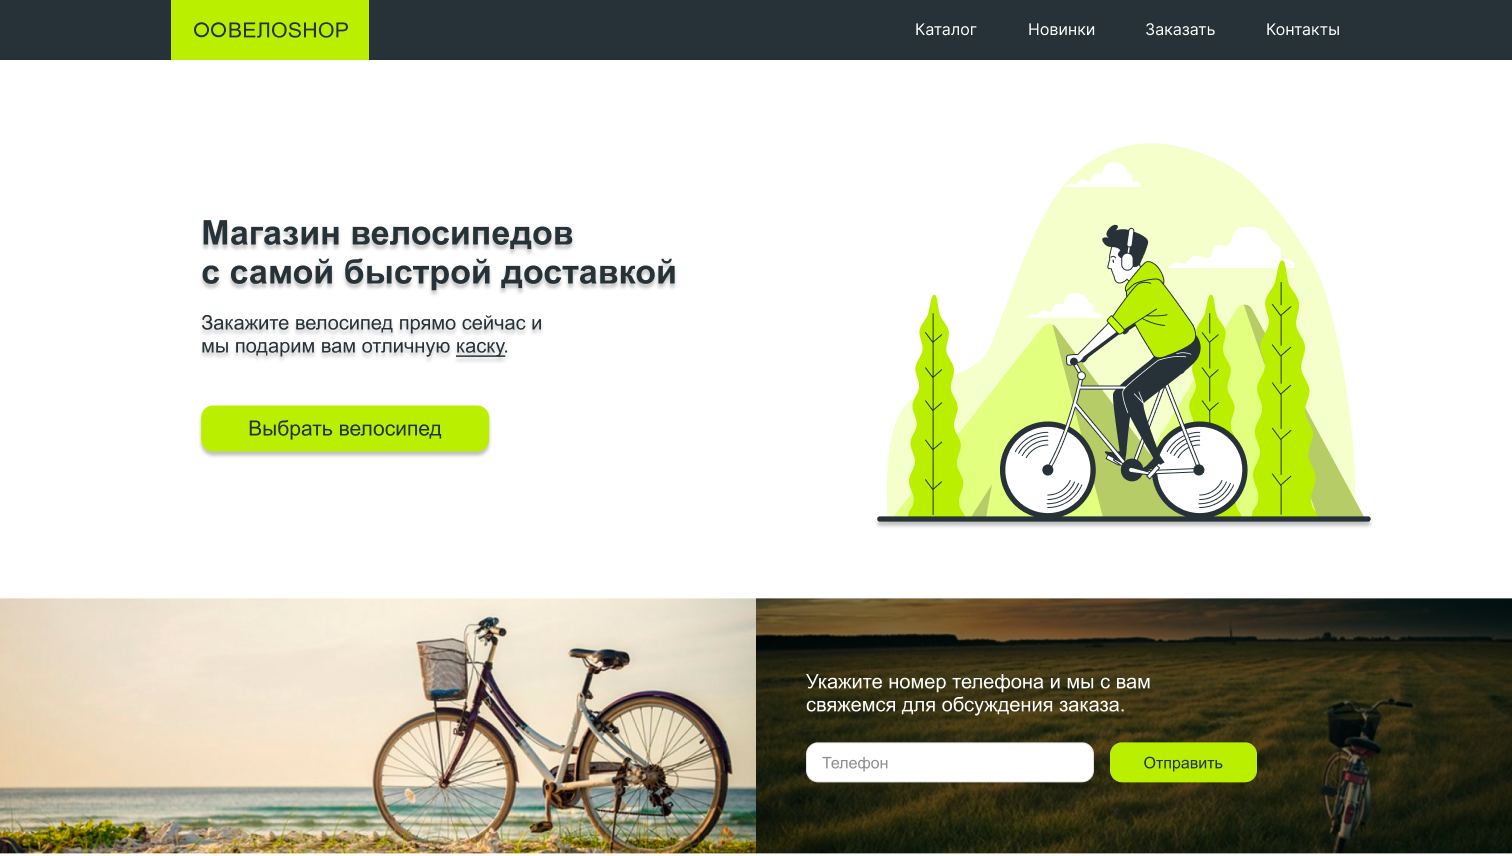 ООВЕЛОSHOP
Каталог Новинки Заказать Контакты
Магазин велосипедов
с самой быстрой доставкой
Закажите велосипед прямо сейчас и
мы подарим вам отличную каску.
Выбрать велосипед
Укажите номер телефона и мы с вам
свяжемся для обсуждения заказа.
Телефон
Отправить